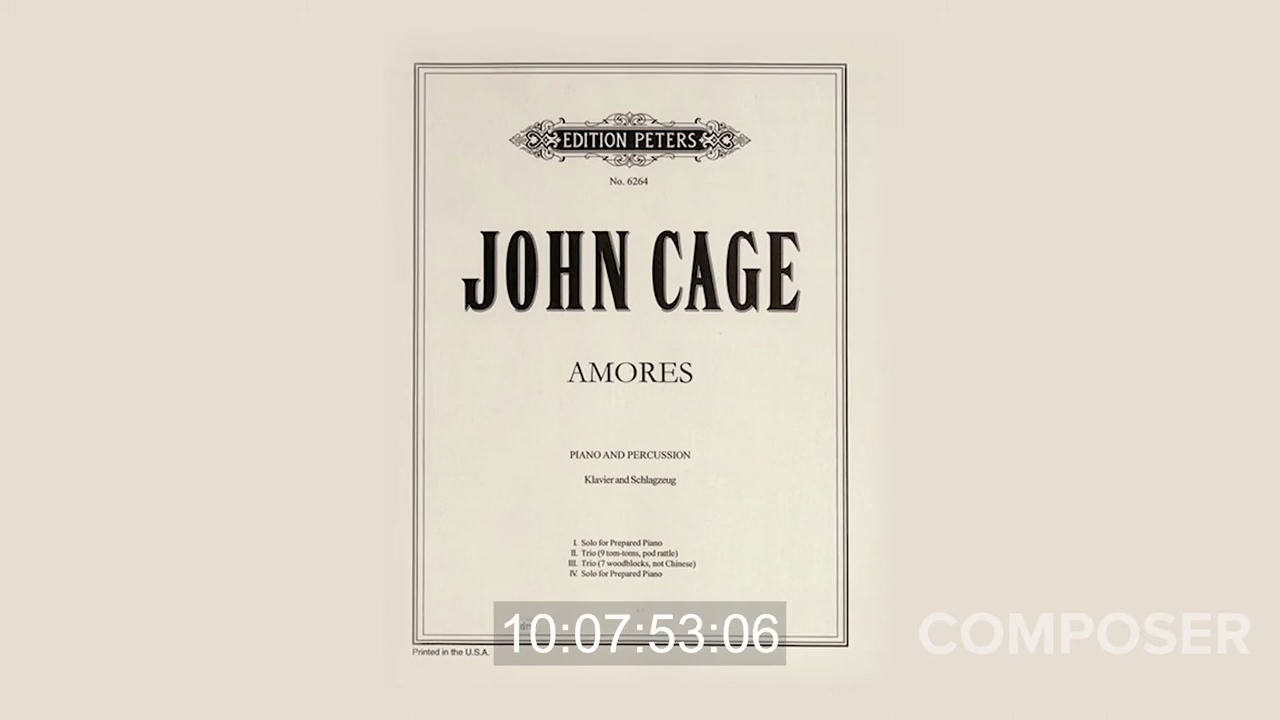 EDITION PETERS
No. 6264
JOHN CAGE
AMORES
PIANO AND PERCUSSION
Klavier and Schlagzeug
I. Solo for Prepared Piano
II. Trio (9 tom-toms, pod rattle)
III. Trio (7 woodblocks, not Chinese)
IV. Solo for Prepared Piano
10:07:53:06
COMPOSER
Printed in the U.S.A.